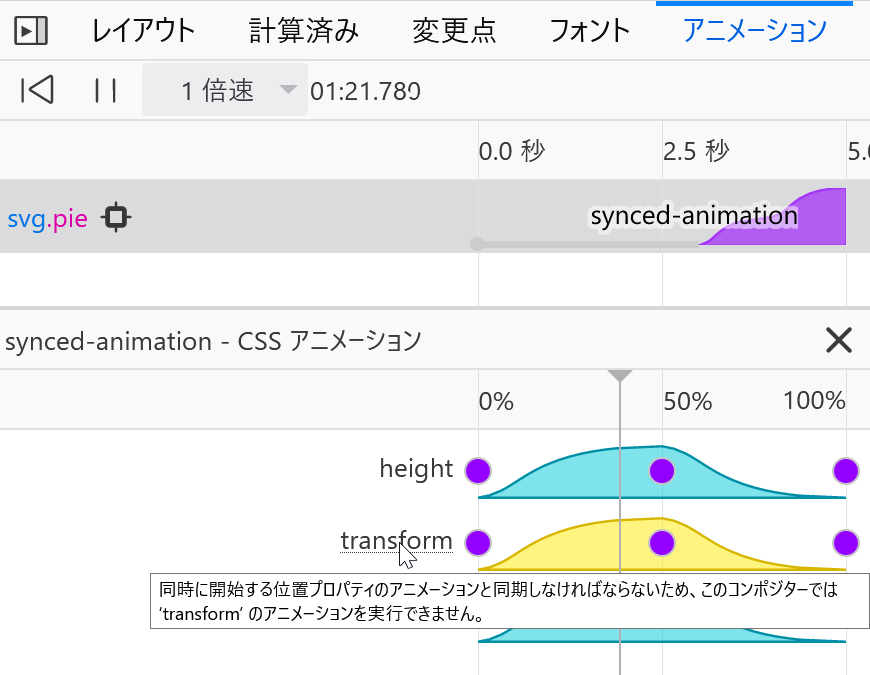 レイアウト 計算済み 変更点 フォント アニメーション
1 倍速 01:21.780
0.0 秒 2.5 秒 5.0
svg.pie synced-animation
synced-animation - CSS アニメーション
0% 50% 100%
height
transform
同時に開始する位置プロパティのアニメーションと同期しなければならないため、このコンポジターでは
‘transform’ のアニメーションを実行できません。